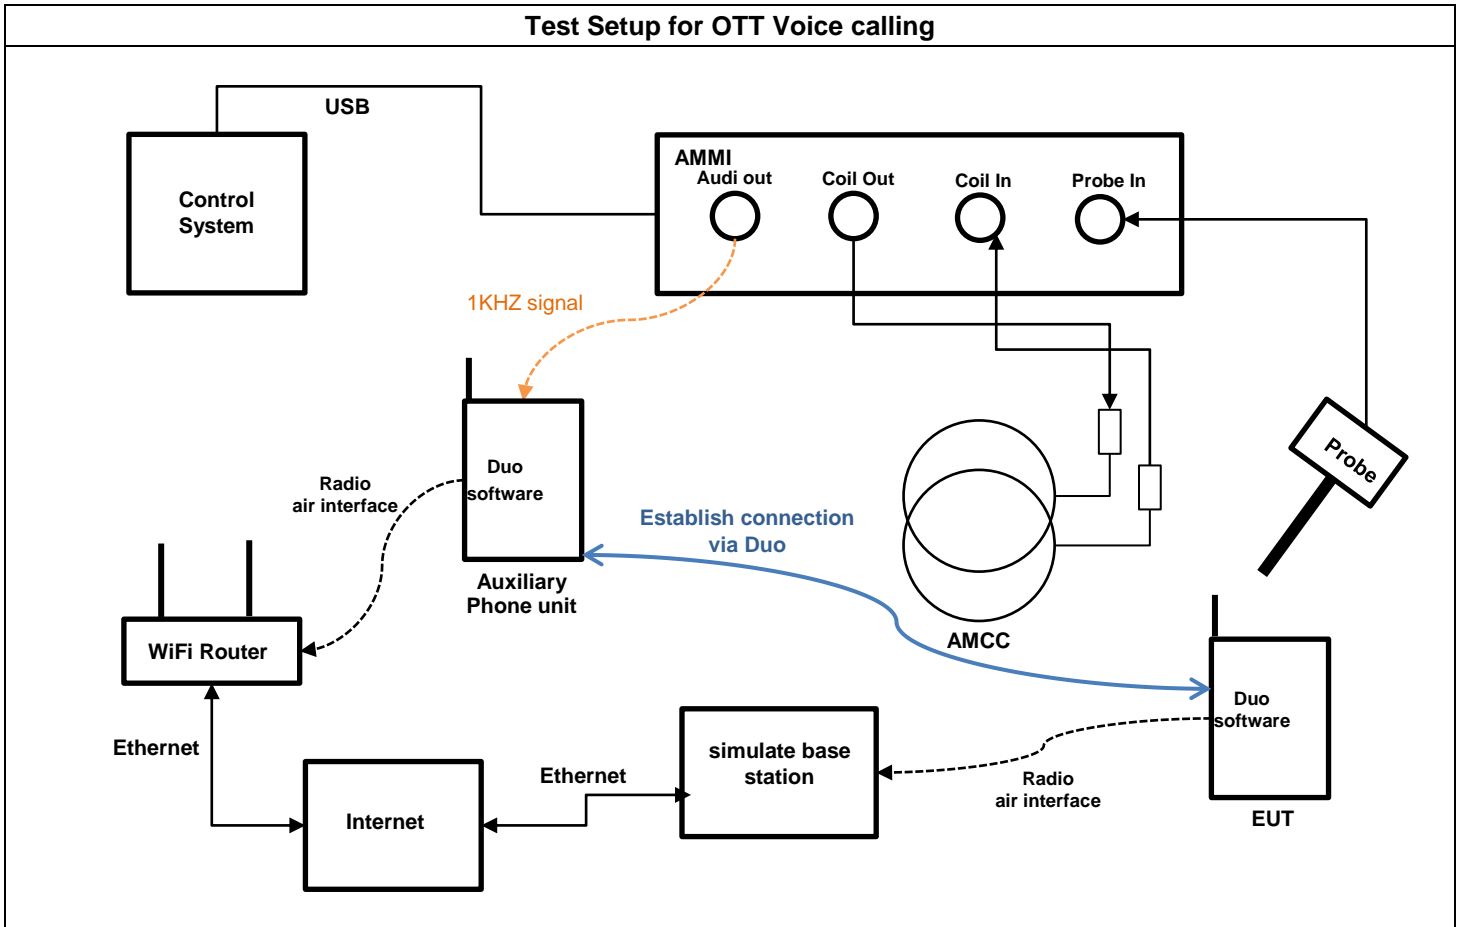 Test Setup for OTT Voice calling
USB
Control
System
AMMI
Audi out
Coil Out
Coil In
Probe In
1KHZ signal
Probe
Duo
software
Radio
air interface
Establish connection
via Duo
Auxiliary
Phone unit
AMCC
WiFi Router
Duo
software
Ethernet
simulate base
station
Ethernet
Radio
air interface
Internet
EUT